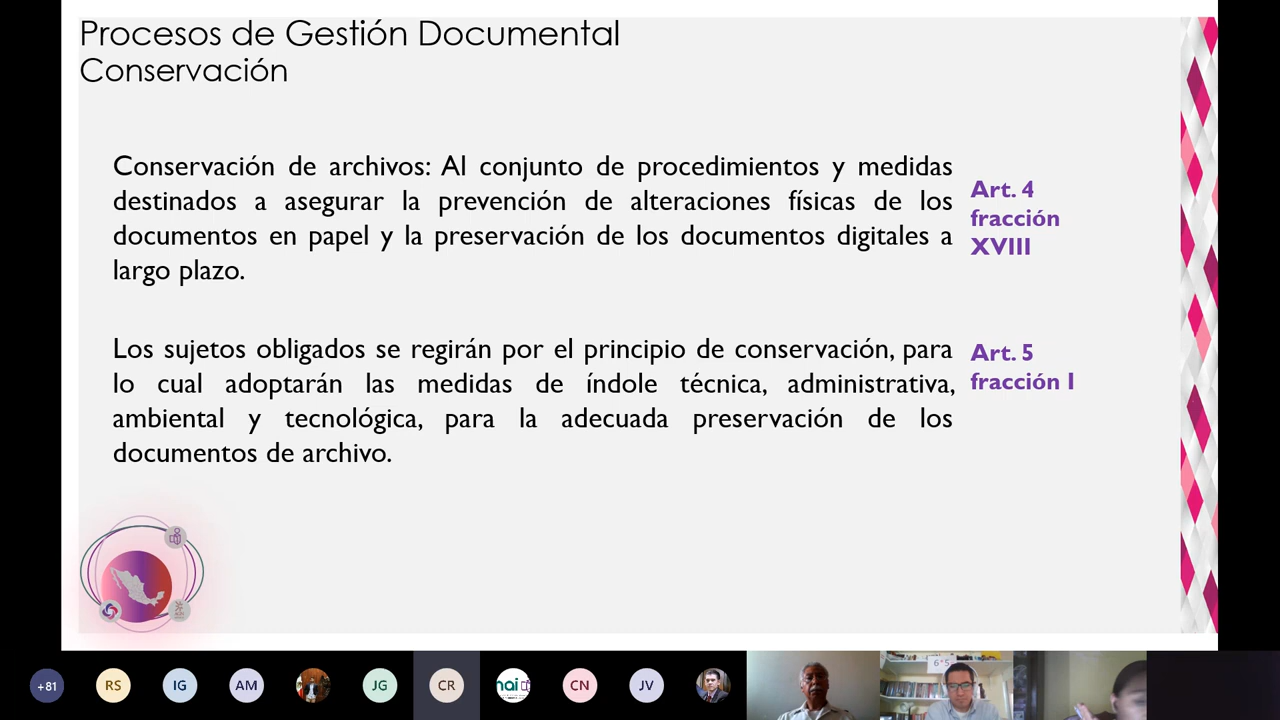 Procesos de Gestión Documental
Conservación
Conservación de archivos: Al conjunto de procedimientos y medidas
destinados a asegurar la prevención de alteraciones físicas de los
documentos en papel y la preservación de los documentos digitales a
largo plazo.
Art. 4
fracción
XVIII
Los sujetos obligados se regirán por el principio de conservación, para
lo cual adoptarán las medidas de índole técnica, administrativa,
ambiental y tecnológica, para la adecuada preservación de los
documentos de archivo.
Art. 5
fracción I
+81
RS
IG
AM
JG
CR
nai
CN
JV